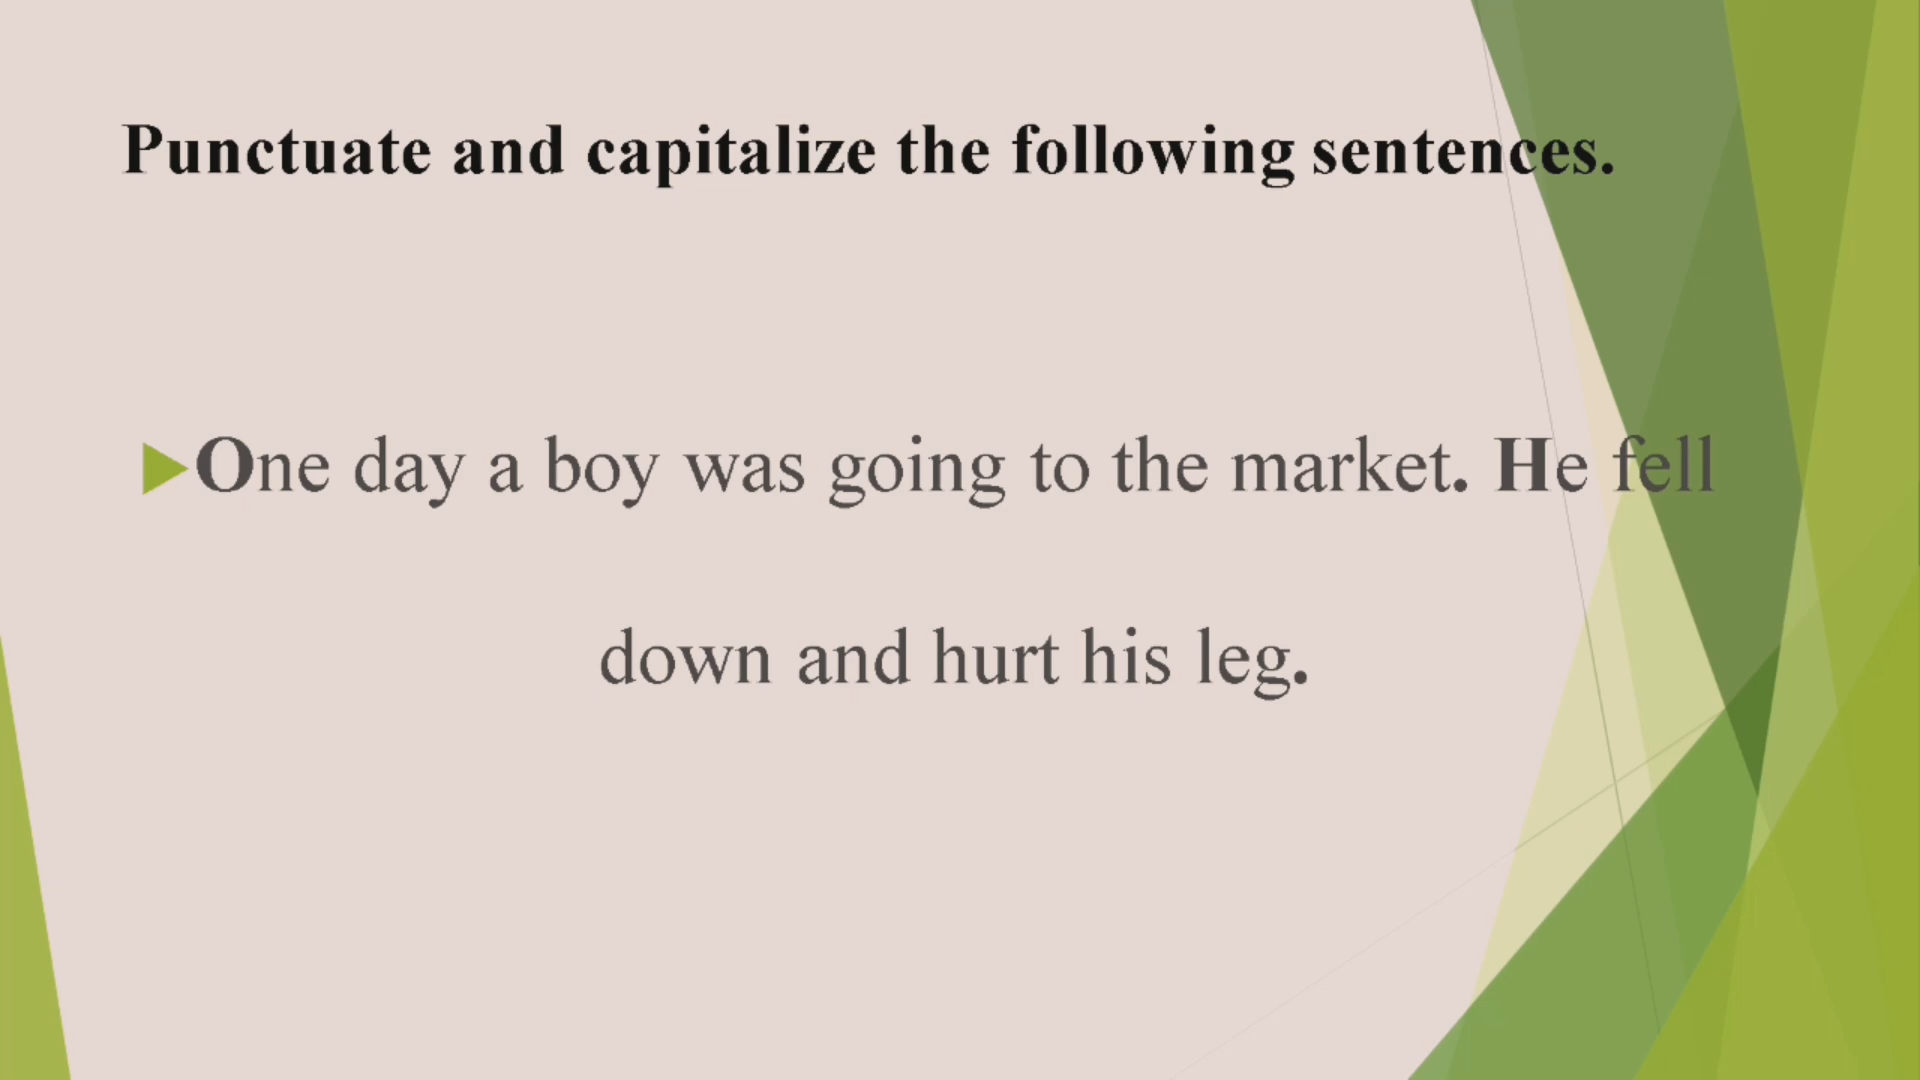 Punctuate and capitalize the following sentences.
One day a boy was going to the market. He fell
down and hurt his leg.